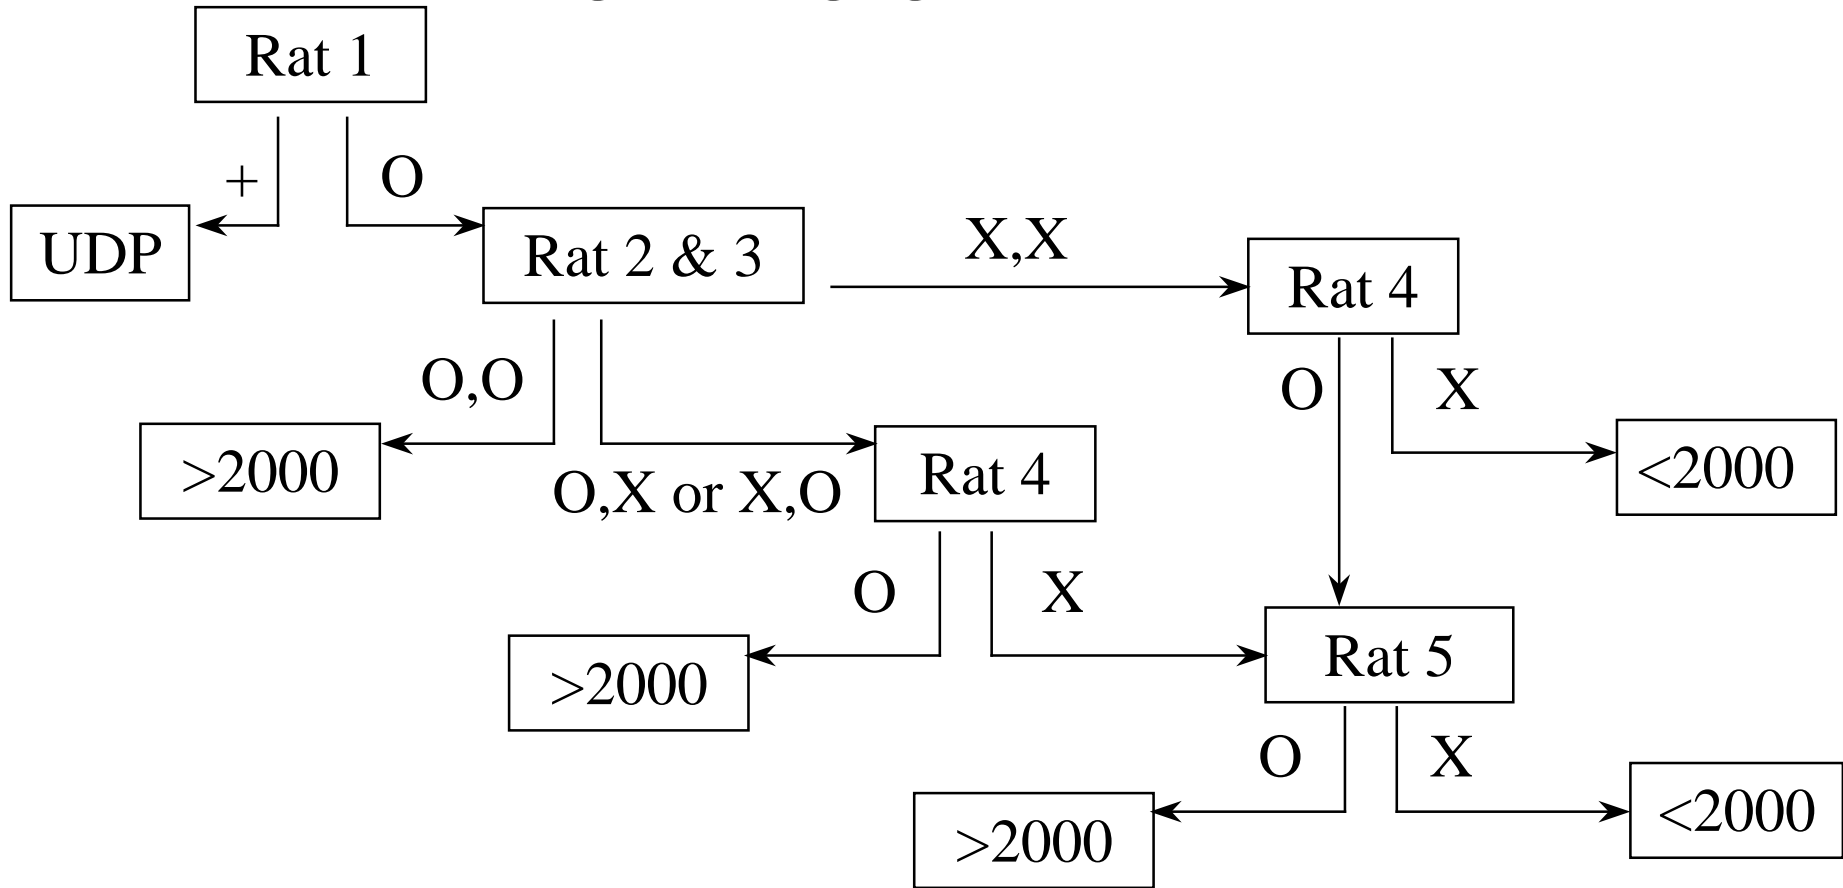 Rat 1
+
O
UDP
Rat 2 & 3
X,X
Rat 4
O,O
O
X
>2000
O,X or X,O
Rat 4
<2000
O
X
>2000
Rat 5
O
X
>2000
<2000